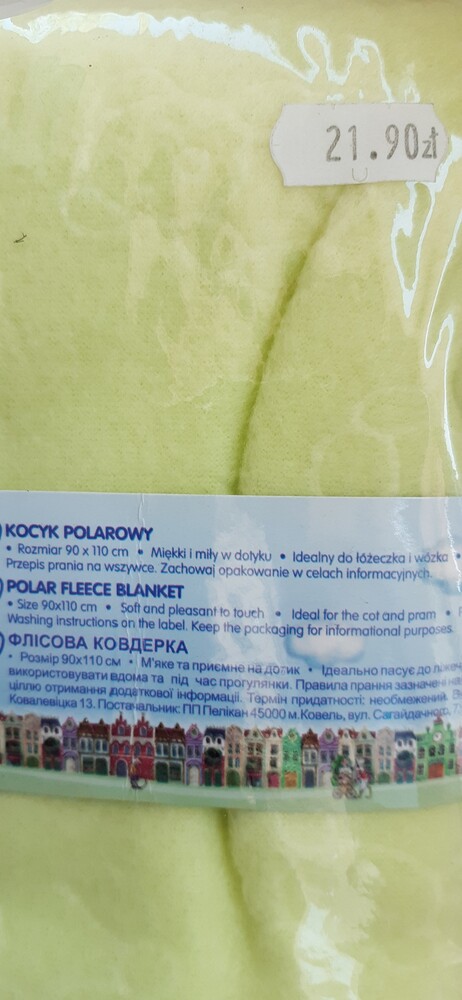 21.90zł
KOCYK POLAROWY
• Rozmiar 90 x 110 cm • Miękki i miły w dotyku • Idealny do łóżeczka i wózka •
Przepis prania na wszywce. Zachowaj opakowanie w celach informacyjnych.
POLAR FLEECE BLANKET
• Size 90x110 cm • Soft and pleasant to touch • Ideal for the cot and pram •
Washing instructions on the label. Keep the packaging for informational purposes.
ФЛІСОВА КОВДЕРКА
• Розмір 90x110 см • М'яке та приємне на дотик • Ідеально пасує до
використовувати вдома та під час прогулянки. Правила прання зазначені на
ціллю отримання додаткової інформації. Термін придатності: необмежений.
Ковалевіцка 13. Постачальник: ПП Пелікан 45000 м.Ковель, вул. Сагайдачного,